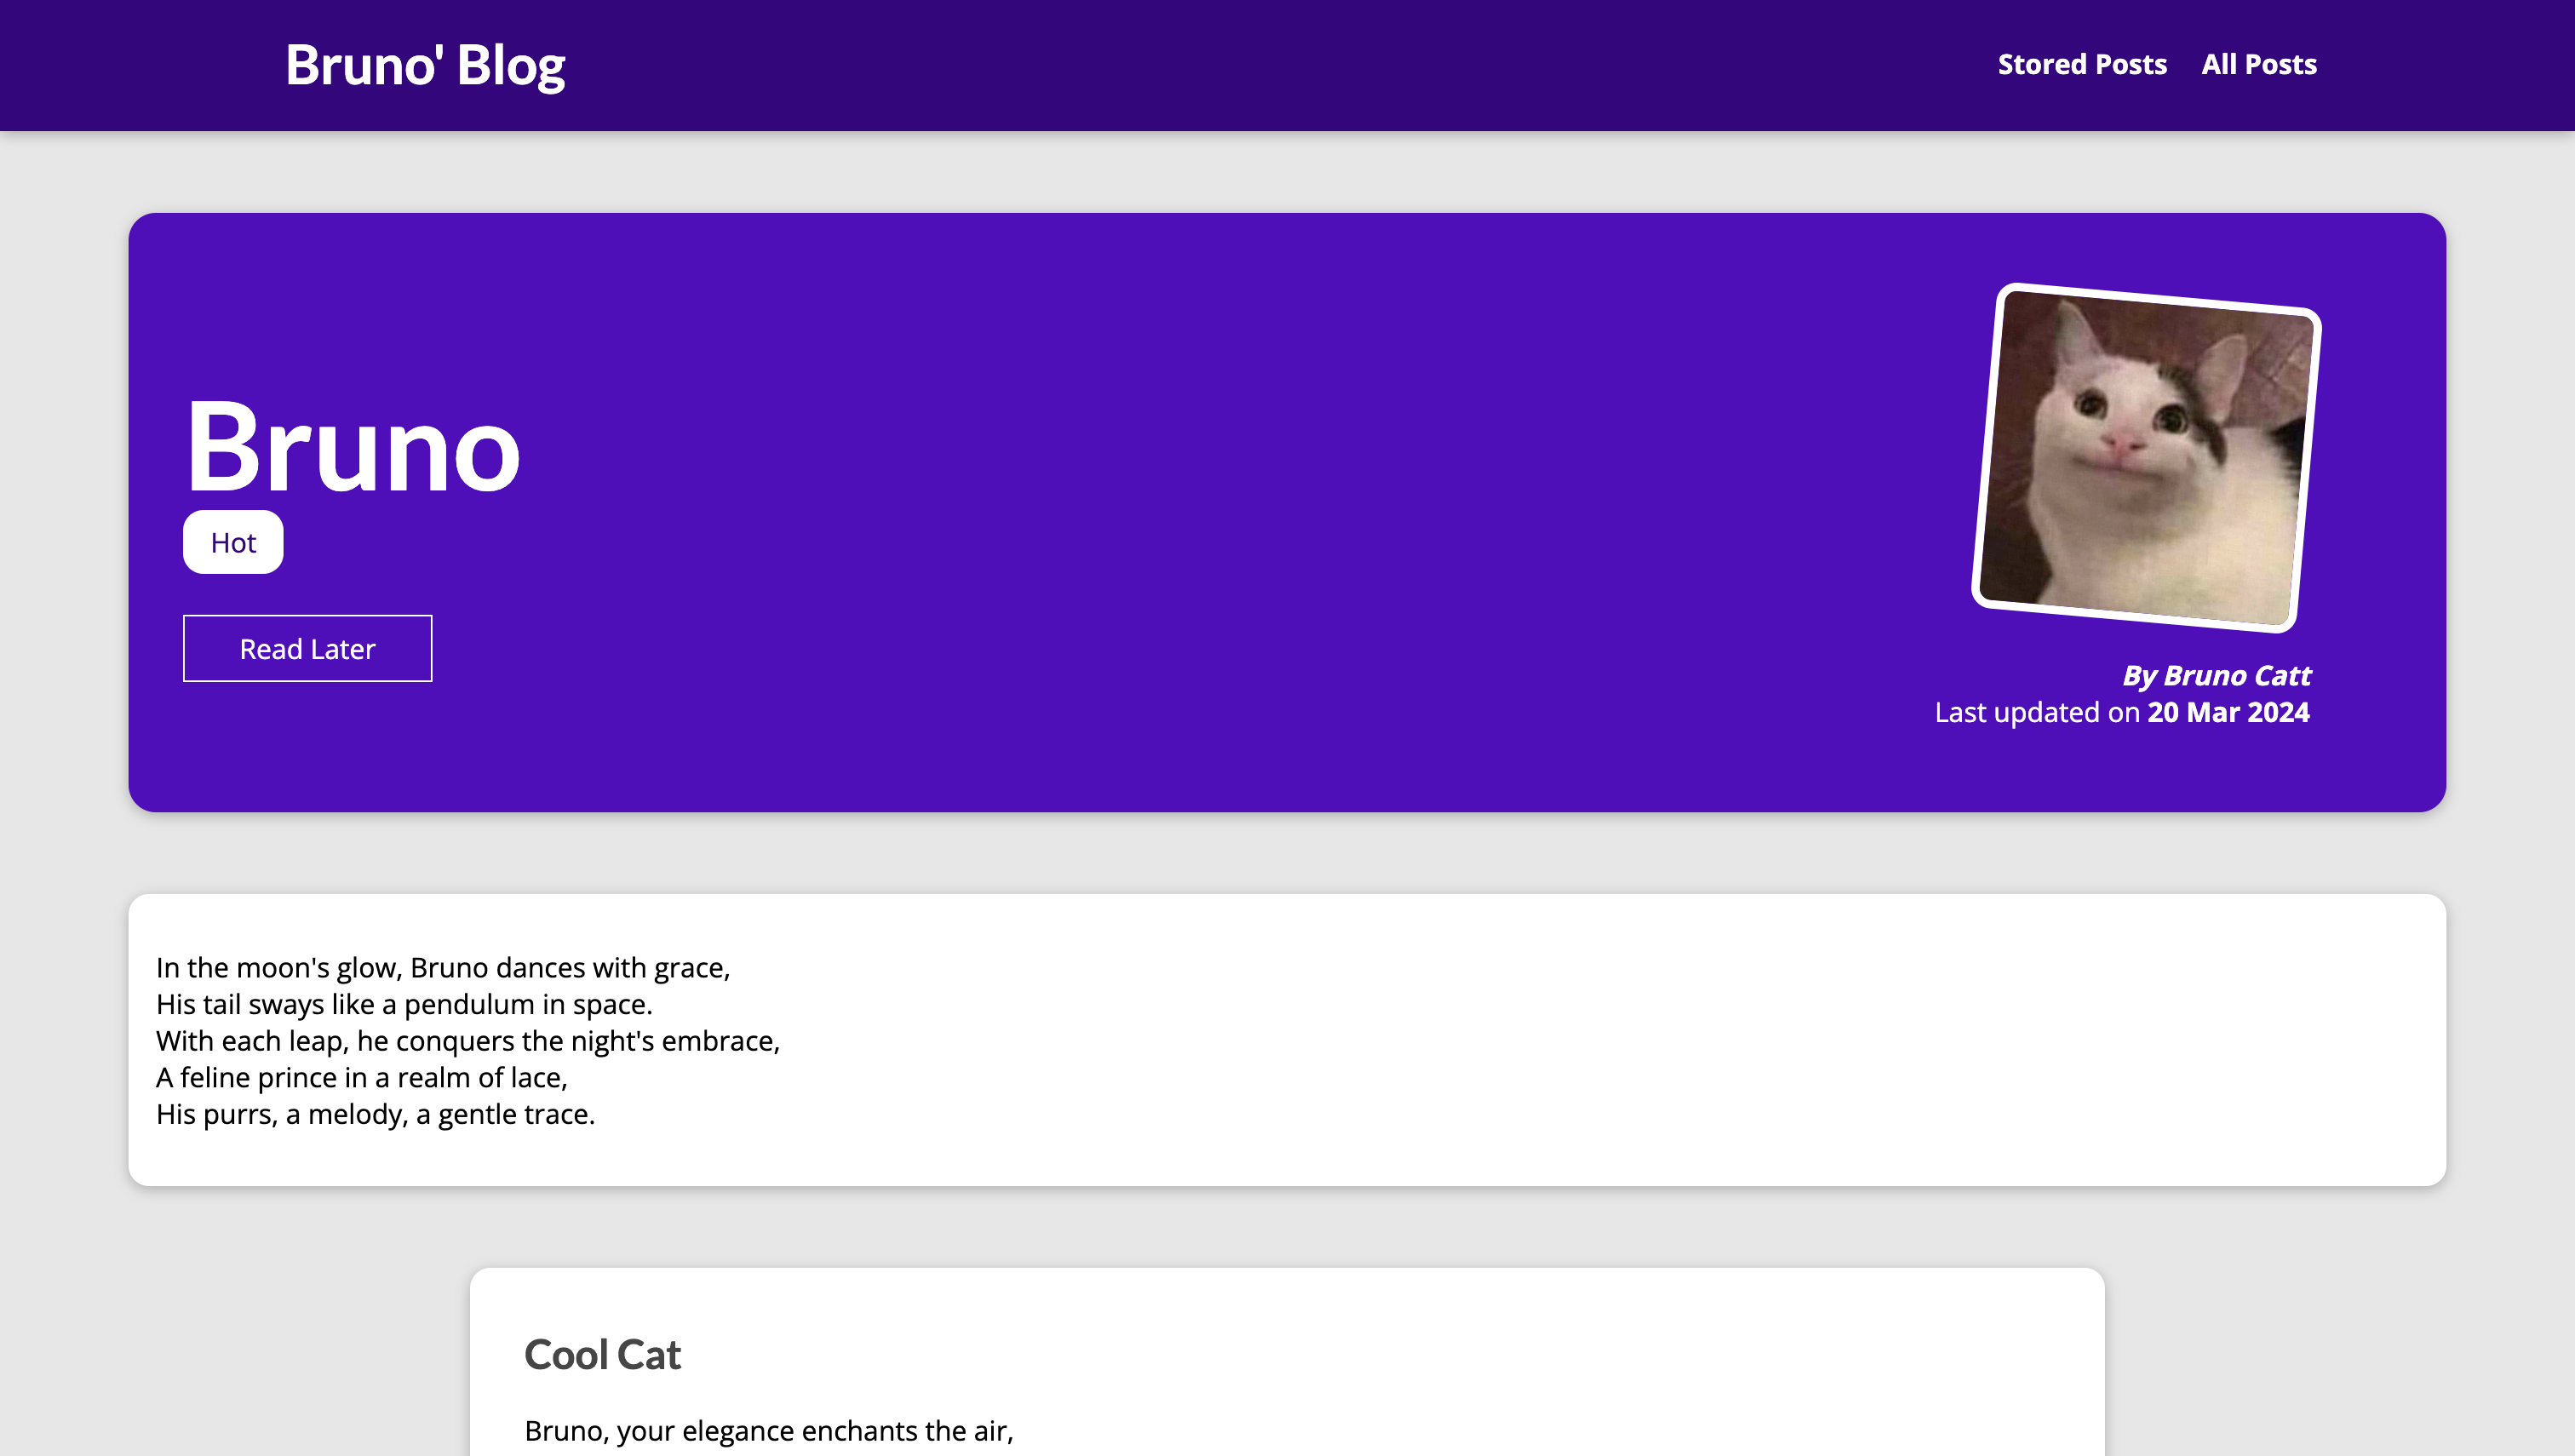 Bruno' Blog
Stored Posts
All Posts
Bruno
Hot
Read Later
By Bruno Catt
Last updated on 20 Mar 2024
In the moon's glow, Bruno dances with grace,
His tail sways like a pendulum in space.
With each leap, he conquers the night's embrace,
A feline prince in a realm of lace,
His purrs, a melody, a gentle trace.
Cool Cat
Bruno, your elegance enchants the air,